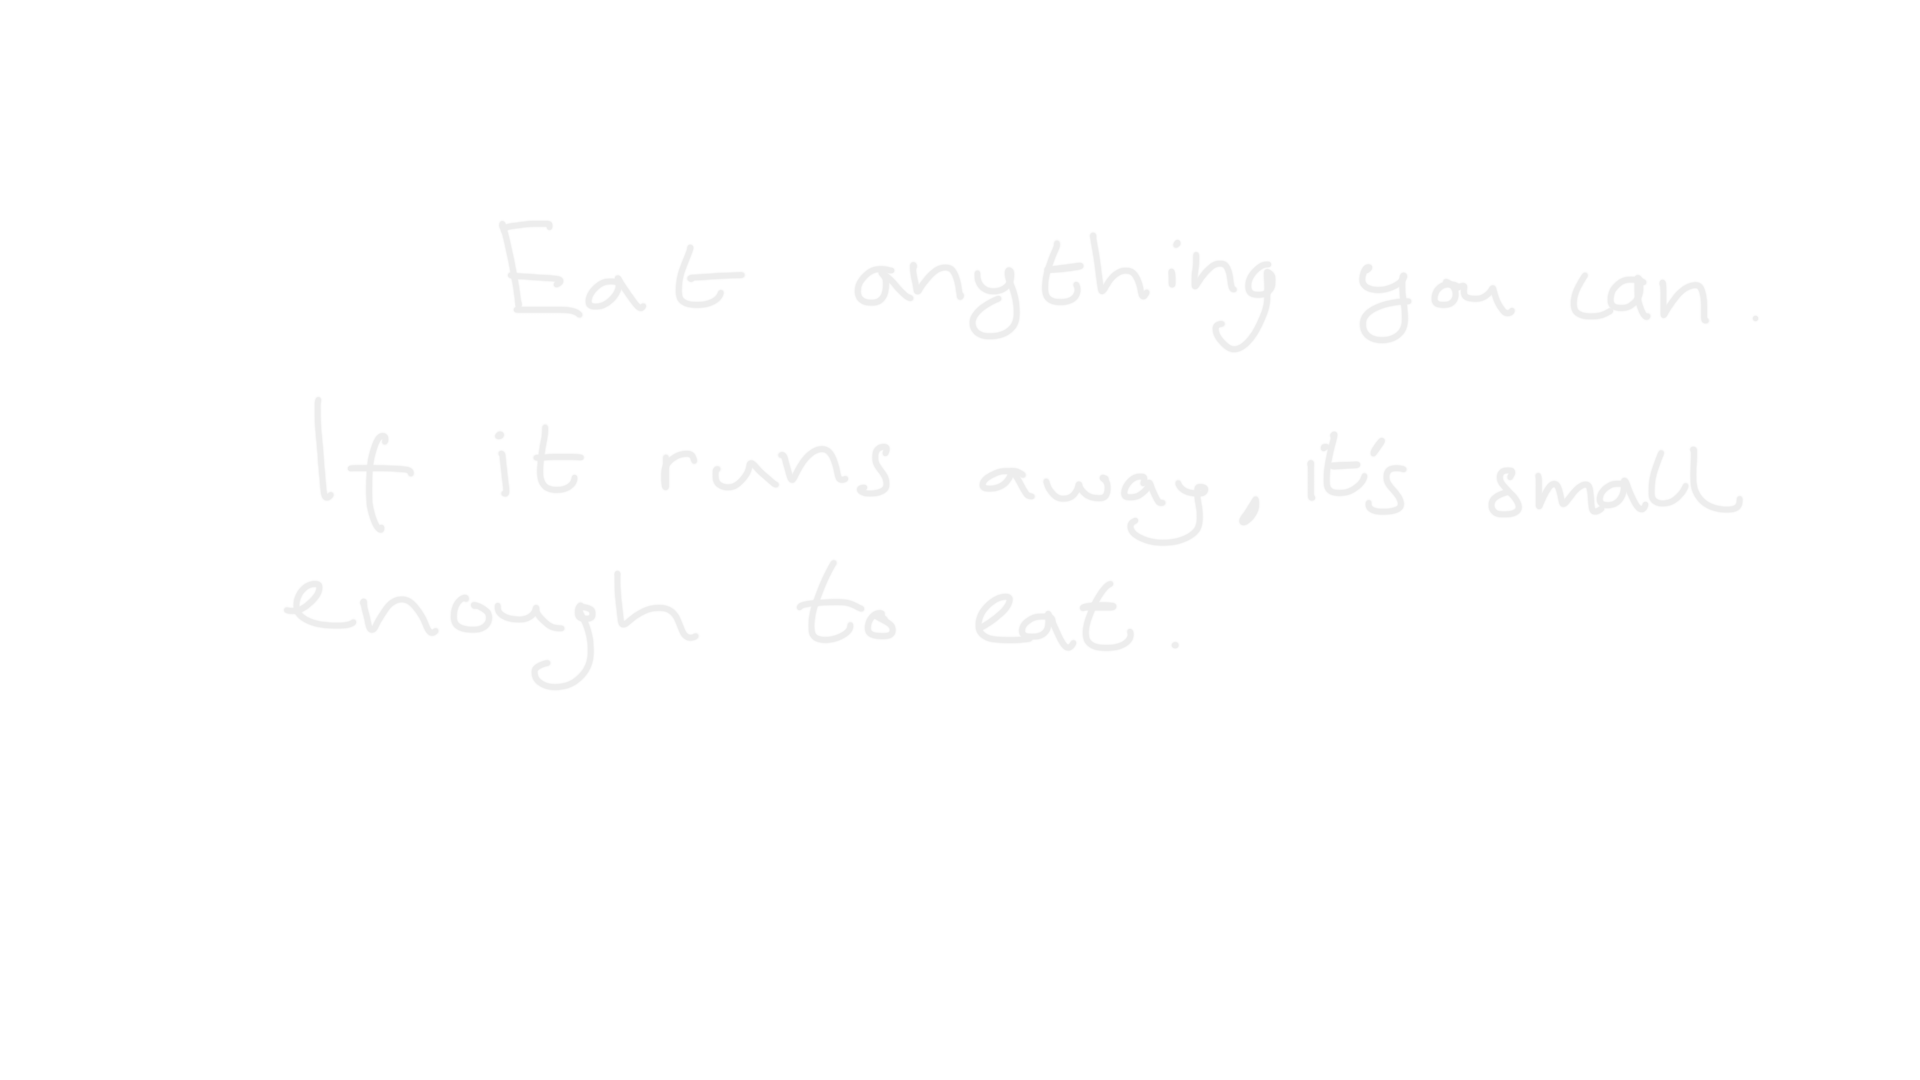 Eat anything you can.
If it runs away, it's small
enough to eat.